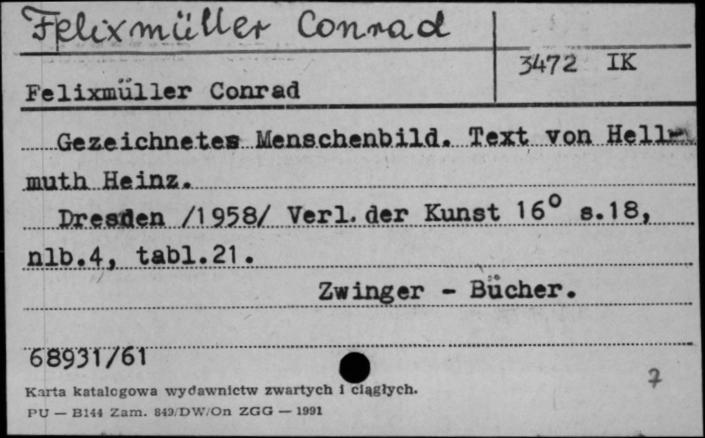 Felixmüller Conrad
3472 IK
Felixmüller Conrad
Gezeichnetes Menschenbild. Text von Hell-
muth Heinz.
Dresden /1958/ Verl. der Kunst 16° s.18,
nlb.4, tabl.21.
Zwinger - Bücher.
68931/61
7
Karta katalogowa wydawnictw zwartych i ciągłych.
PU — B144 Zam. 849/DW/On ZGG — 1991